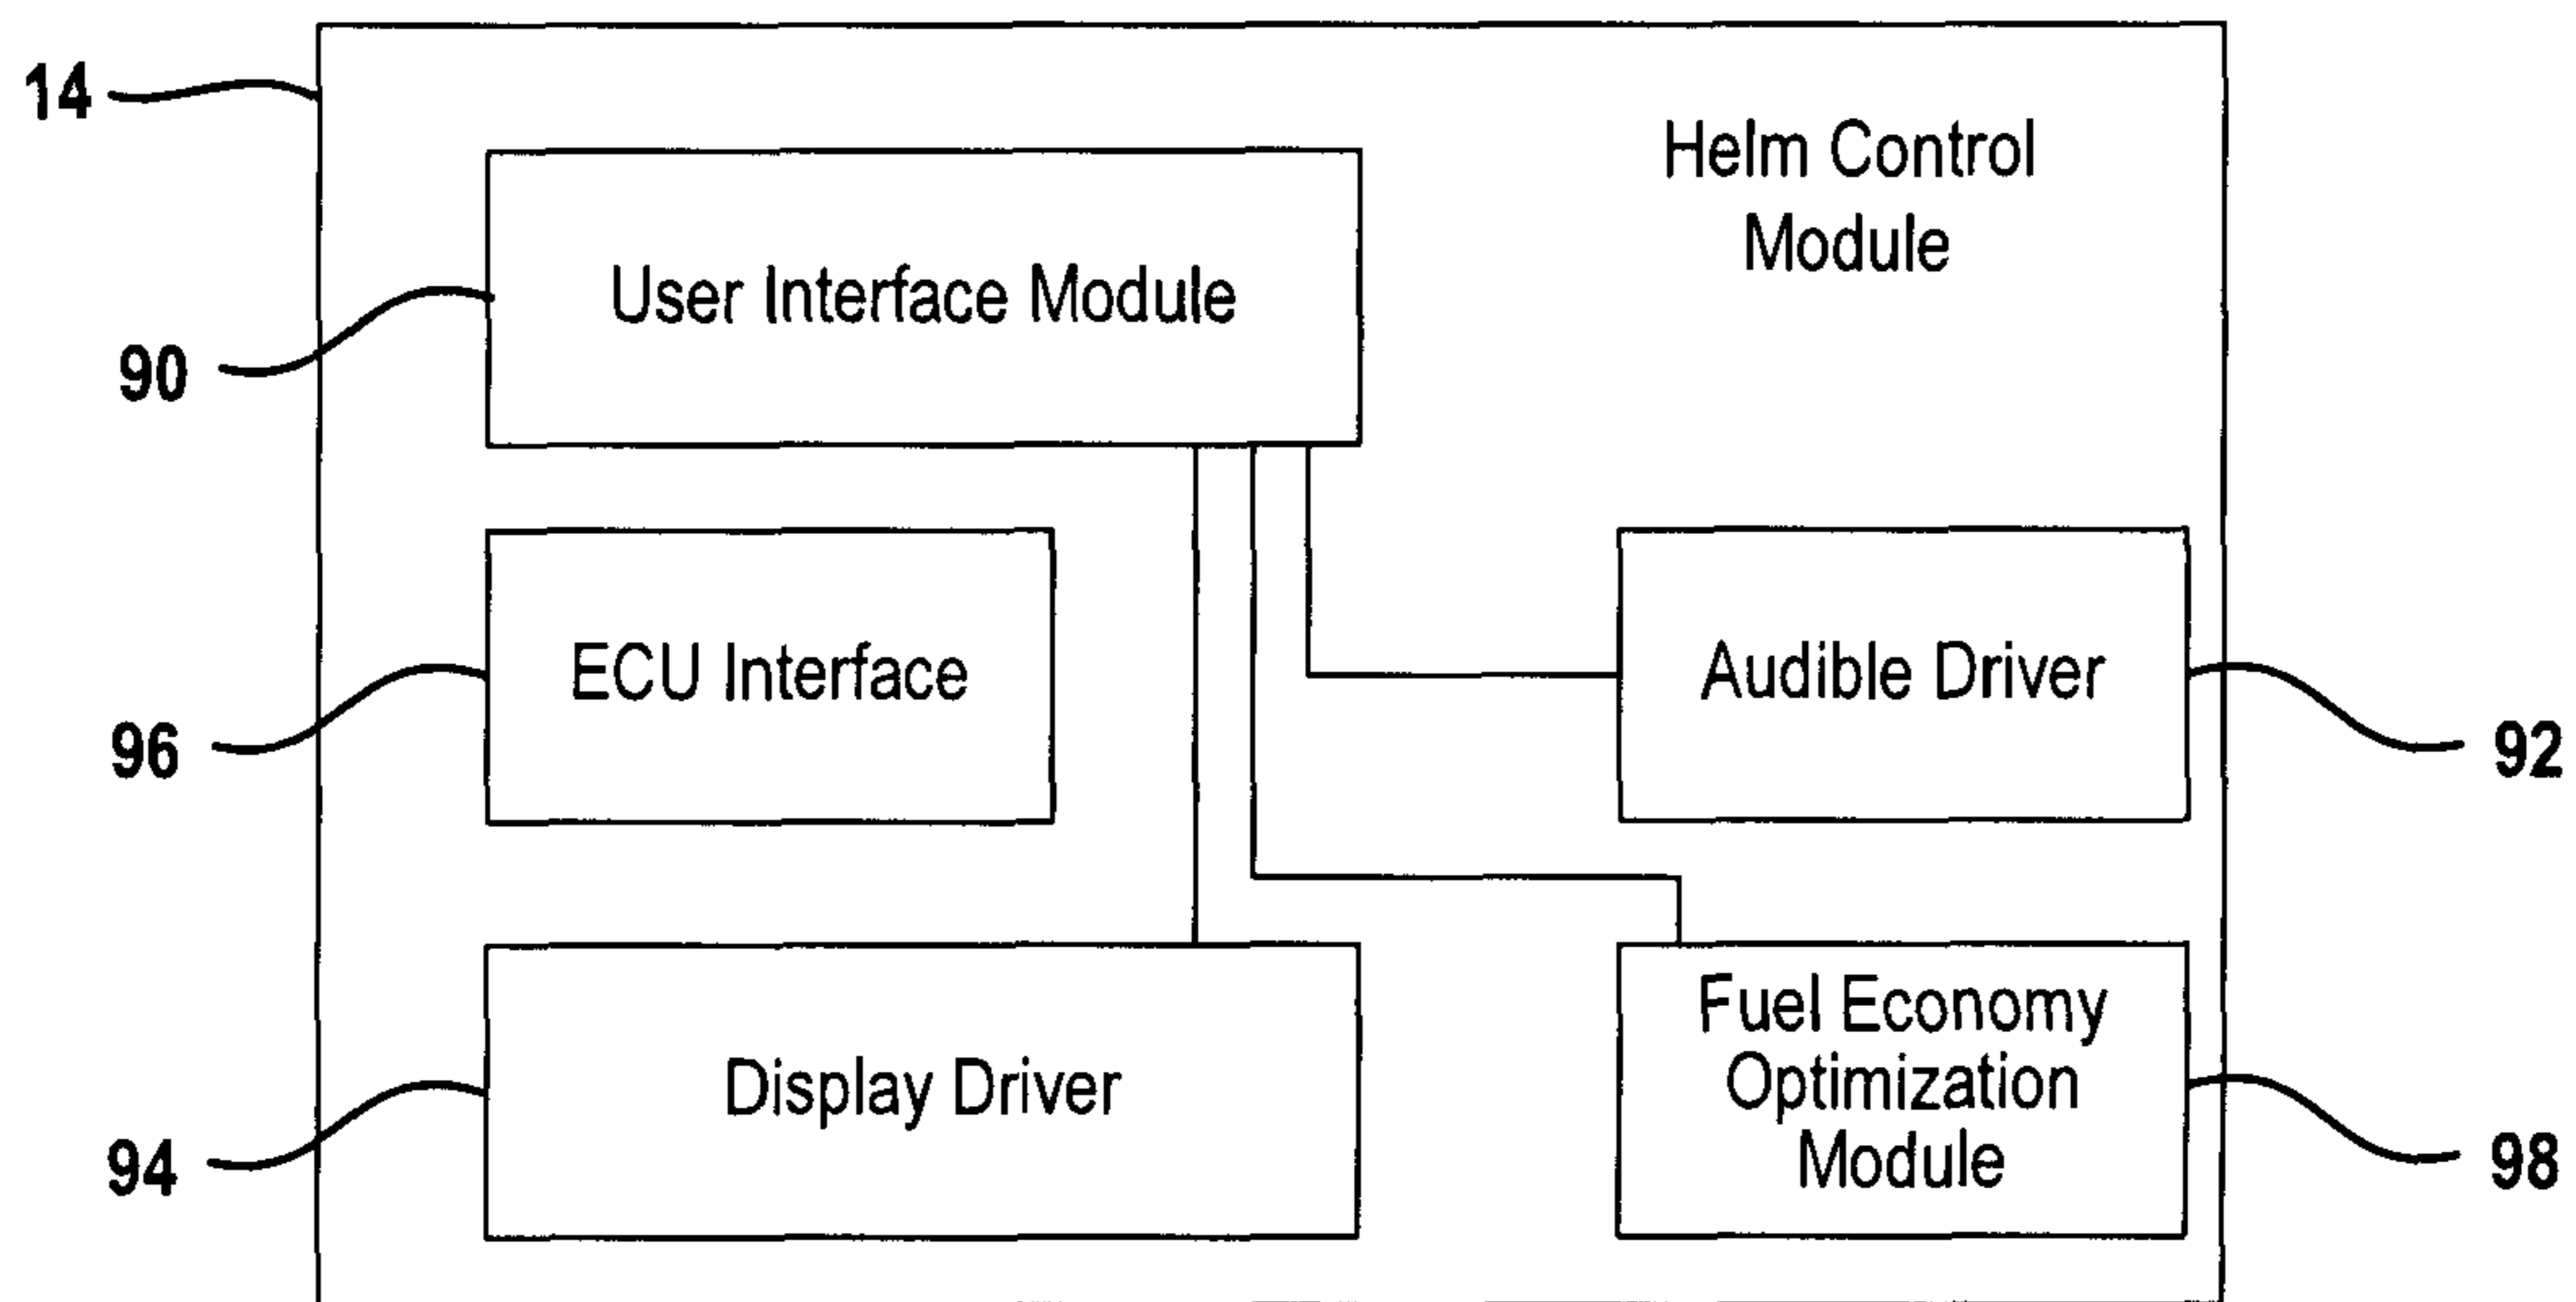 14
Helm Control
Module
User Interface Module
90
ECU Interface
96
Audible Driver
92
Display Driver
94
Fuel Economy
Optimization
Module
98